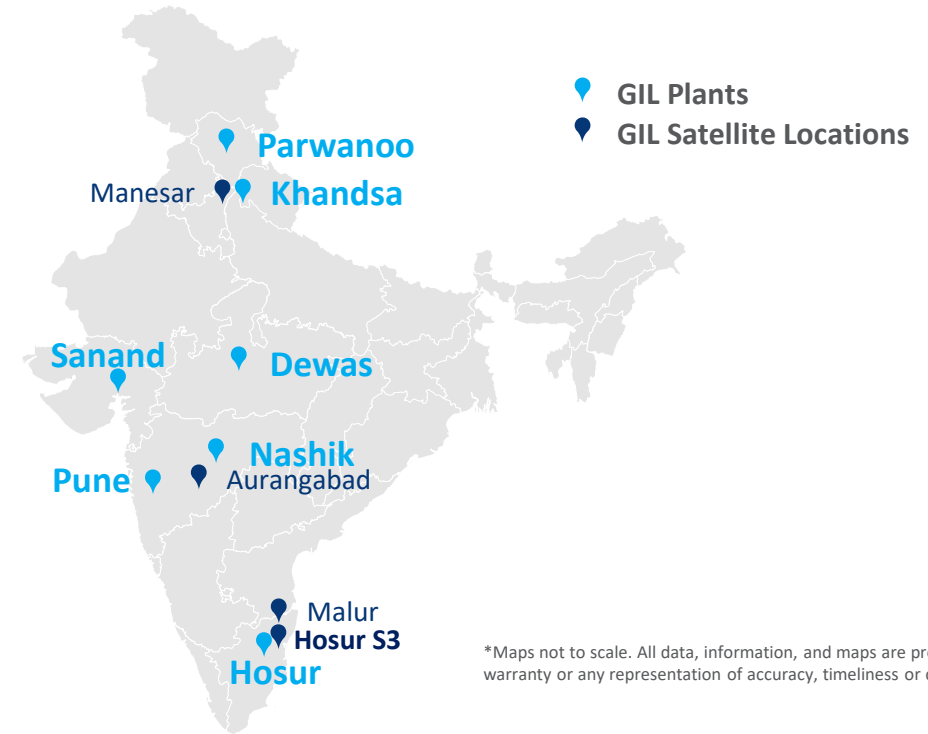 GIL Plants
GIL Satellite Locations
Parwanoo
Manesar
Khandsa
Sanand
Dewas
Nashik
Pune
Aurangabad
Malur
Hosur S3
Hosur
*Maps not to scale. All data, information, and maps are
warranty or any representation of accuracy, timeliness or